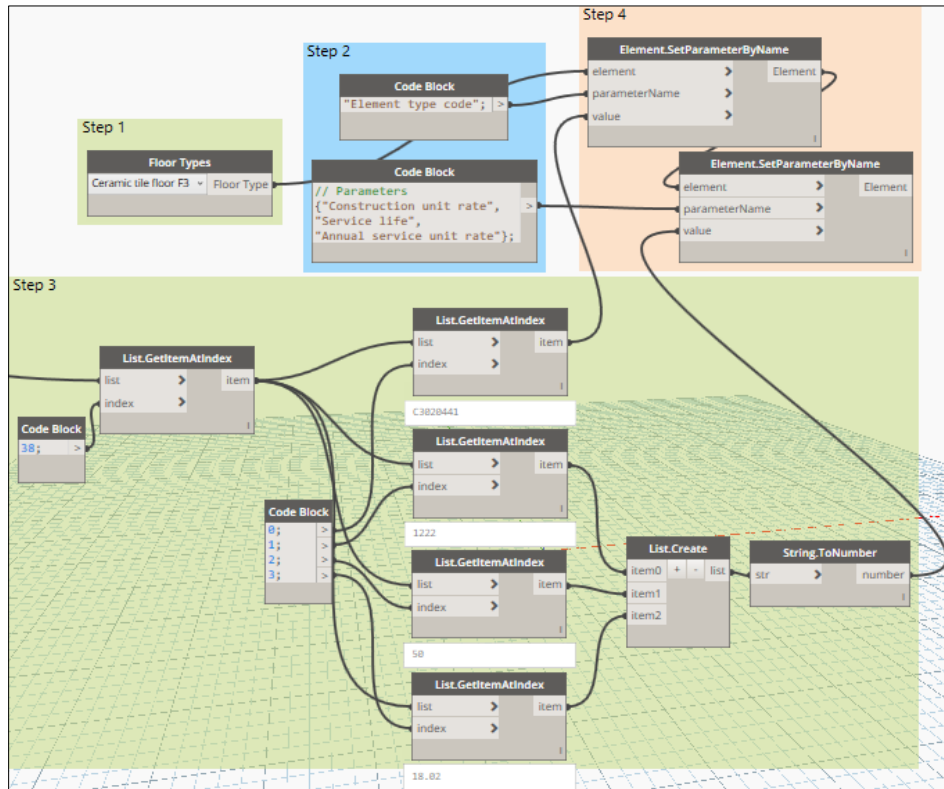 Step 1
Floor Types
Ceramic tile floor F3
Floor Type
Step 2
Code Block
"Element type code";
>
Code Block
// Parameters
{"Construction unit rate",
"Service life",
"Annual service unit rate"};
>
Step 4
Element.SetParameterByName
element > Element
parameterName >
value >
Element.SetParameterByName
element > Element
parameterName >
value >
Step 3
List.GetItemAtIndex
list > item
index >
Code Block
38; >
Code Block
0; >
1; >
2; >
3; >
List.GetItemAtIndex
list > item
index >
C3020441
List.GetItemAtIndex
list > item
index >
1222
List.GetItemAtIndex
list > item
index >
50
List.GetItemAtIndex
list > item
index >
18.02
List.Create
item0 + - list
item1
item2
String.ToNumber
str > number